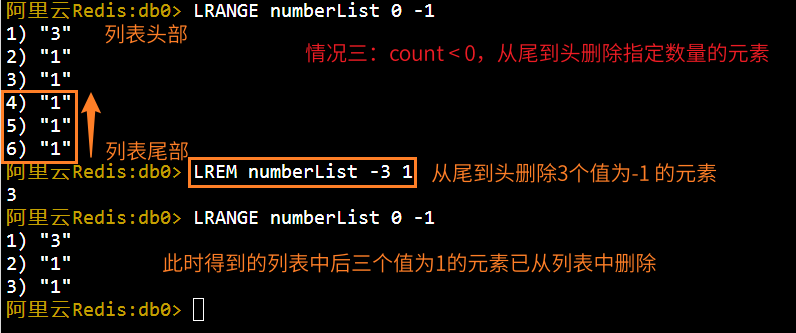 阿里云Redis:db0> LRANGE numberList 0 -1
1) "3" 列表头部
2) "1" 情况三：count < 0，从尾到头删除指定数量的元素
3) "1"
4) "1"
5) "1"
6) "1" 列表尾部
阿里云Redis:db0> LREM numberList -3 1 从尾到头删除3个值为-1 的元素
3
阿里云Redis:db0> LRANGE numberList 0 -1
1) "3"
2) "1" 此时得到的列表中后三个值为1的元素已从列表中删除
3) "1"
阿里云Redis:db0>